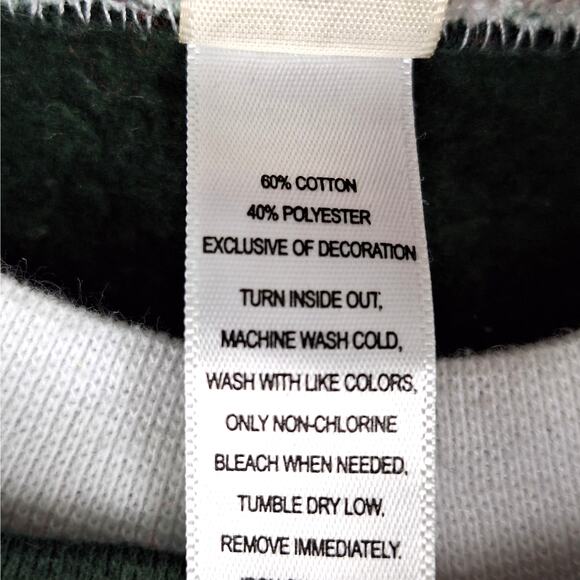 60% COTTON
40% POLYESTER
EXCLUSIVE OF DECORATION
TURN INSIDE OUT,
MACHINE WASH COLD,
WASH WITH LIKE COLORS,
ONLY NON-CHLORINE
BLEACH WHEN NEEDED,
TUMBLE DRY LOW,
REMOVE IMMEDIATELY.